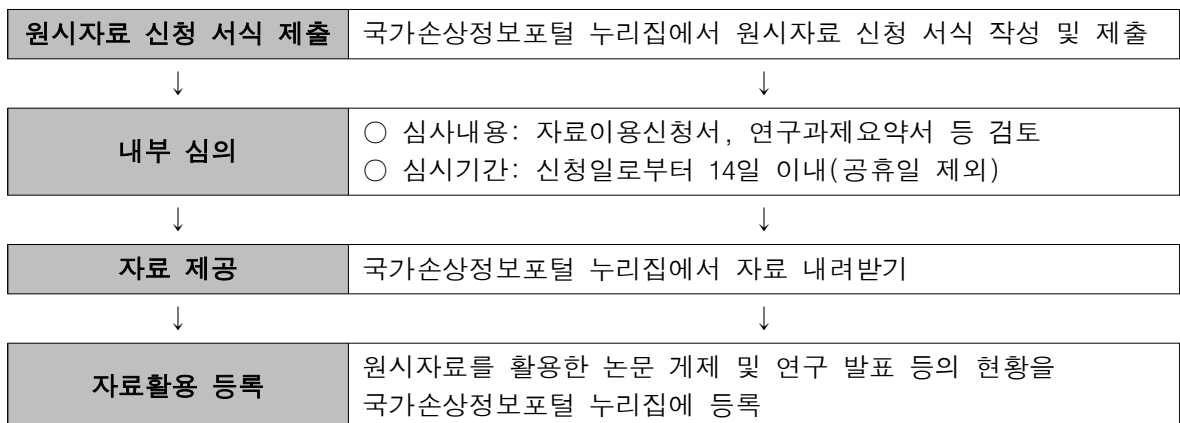 원시자료 신청 서식 제출
국가손상정보포털 누리집에서 원시자료 신청 서식 작성 및 제출
↓ ↓
내부 심의
○ 심사내용: 자료이용신청서, 연구과제요약서 등 검토
○ 심시기간: 신청일로부터 14일 이내(공휴일 제외)
↓ ↓
자료 제공
국가손상정보포털 누리집에서 자료 내려받기
↓ ↓
자료활용 등록
원시자료를 활용한 논문 게제 및 연구 발표 등의 현황을
국가손상정보포털 누리집에 등록